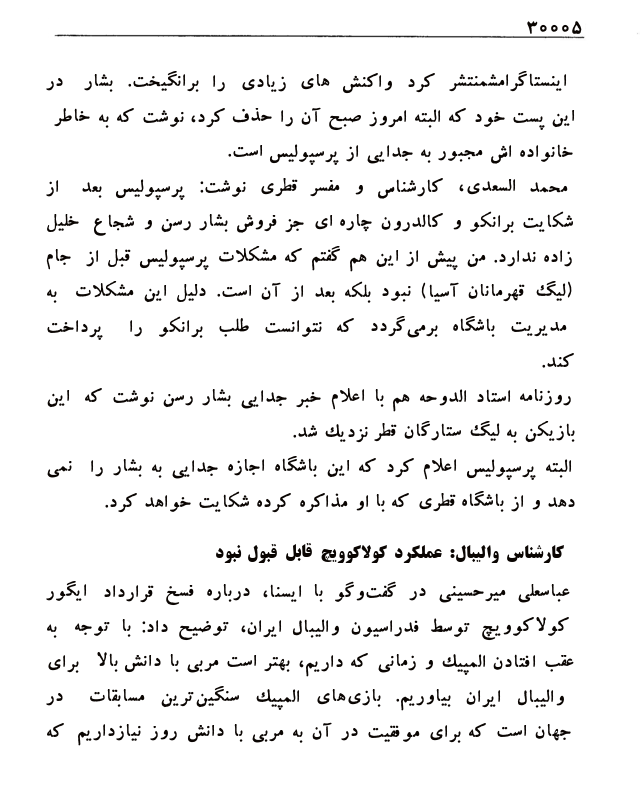 ۳۰۰۰۵
اینستاگرامشمنتشر کرد واکنش های زیادی را برانگیخت. بشار در
این پست خود که البته امروز صبح آن را حذف کرد، نوشت که به خاطر
خانواده اش مجبور به جدایی از پرسپولیس است.
محمد السعدی، کارشناس و مفسر قطری نوشت: پرسپولیس بعد از
شکایت برانکو و کالدرون چاره ای جز فروش بشار رسن و شجاع خلیل
زاده ندارد. من پیش از این هم گفتم که مشکلات پرسپولیس قبل از جام
(لیگ قهرمانان آسیا) نبود بلکه بعد از آن است. دلیل این مشکلات به
مدیریت باشگاه برمی‌گردد که نتوانست طلب برانکو را پرداخت
کند.
روزنامه استاد الدوحه هم با اعلام خبر جدایی بشار رسن نوشت که این
بازیکن به لیگ ستارگان قطر نزدیك شد.
البته پرسپولیس اعلام کرد که این باشگاه اجازه جدایی به بشار را نمی
دهد و از باشگاه قطری که با او مذاکره کرده شکایت خواهد کرد.
کارشناس والیبال: عملکرد کولاکوویچ قابل قبول نبود
عباسعلی میرحسینی در گفت‌وگو با ایسنا، درباره فسخ قرارداد ایگور
کولاکوویچ توسط فدراسیون والیبال ایران، توضیح داد: با توجه به
عقب افتادن المپیك و زمانی که داریم، بهتر است مربی با دانش بالا برای
والیبال ایران بیاوریم. بازی‌های المپیك سنگین‌ترین مسابقات در
جهان است که برای موفقیت در آن به مربی با دانش روز نیازداریم که